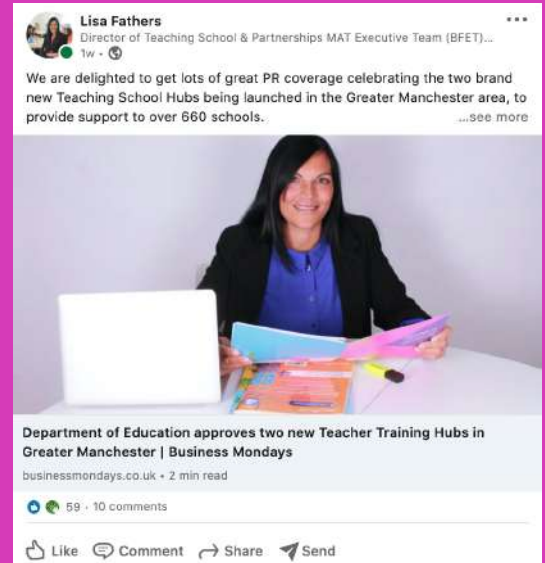 Lisa Fathers
Director of Teaching School & Partnerships MAT Executive Team (BFET)...
1w •
We are delighted to get lots of great PR coverage celebrating the two brand
new Teaching School Hubs being launched in the Greater Manchester area, to
provide support to over 660 schools. ...see more
Department of Education approves two new Teacher Training Hubs in
Greater Manchester | Business Mondays
businessmondays.co.uk • 2 min read
59 · 10 comments
Like Comment Share Send